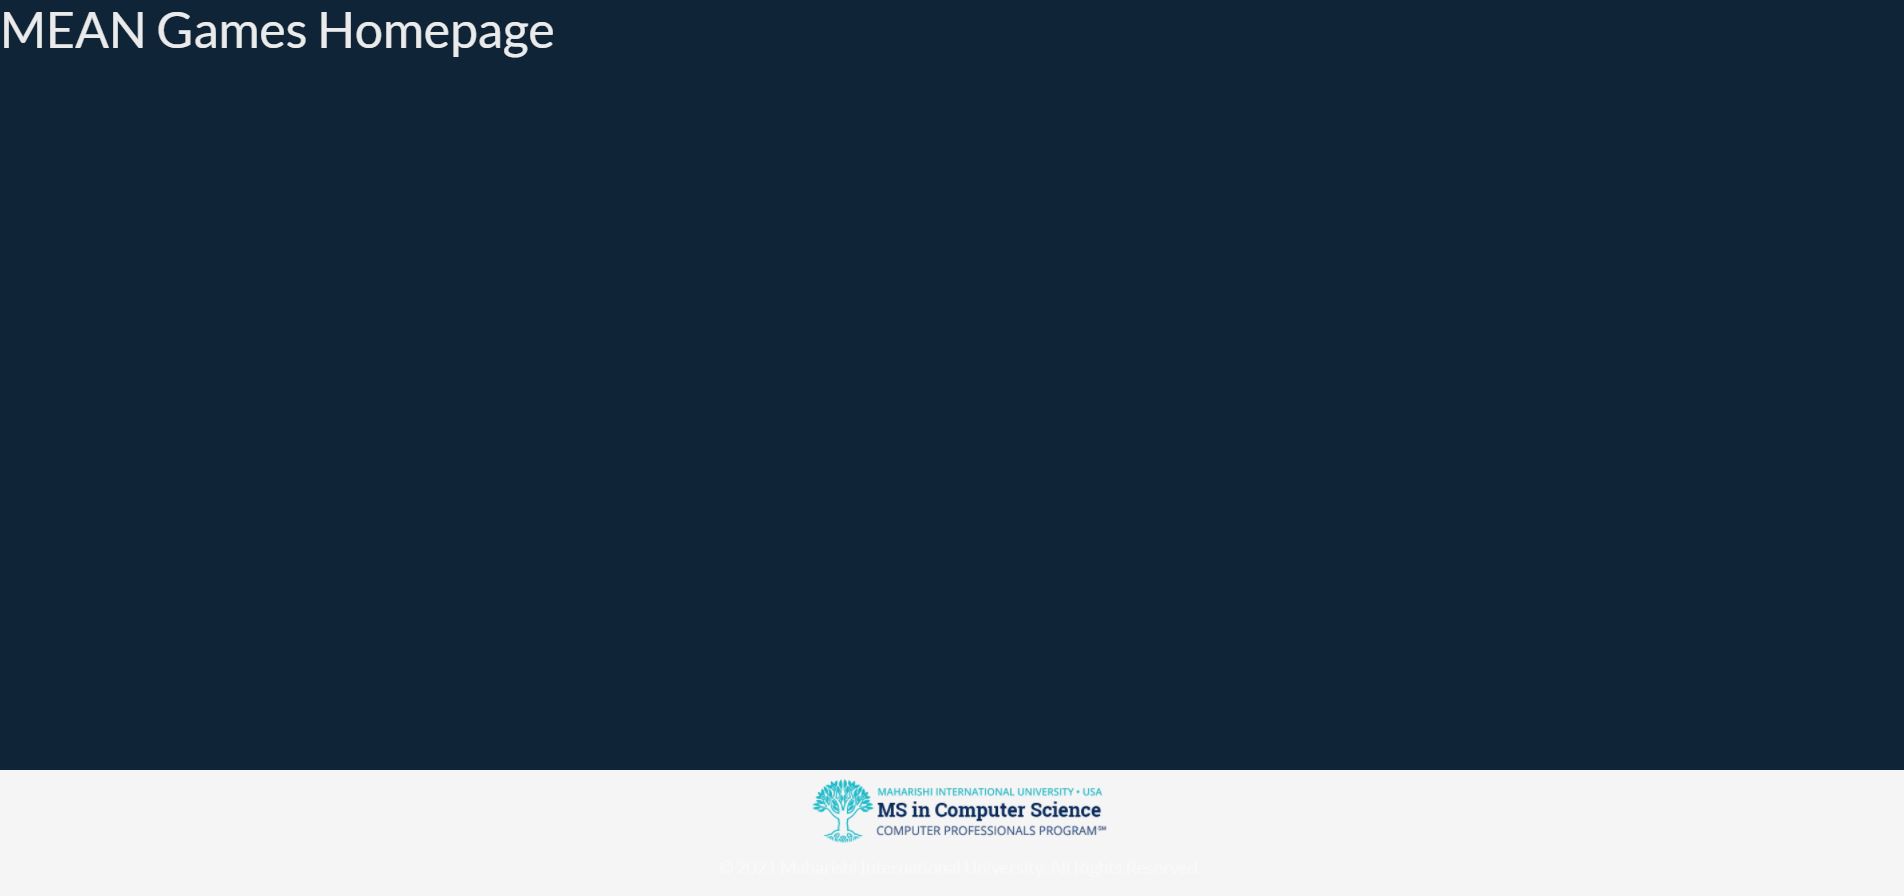 MEAN Games Homepage
MAHARISHI INTERNATIONAL UNIVERSITY • USA
MS in Computer Science
COMPUTER PROFESSIONALS PROGRAM℠
© 2021 Maharishi International University. All Rights Reserved.